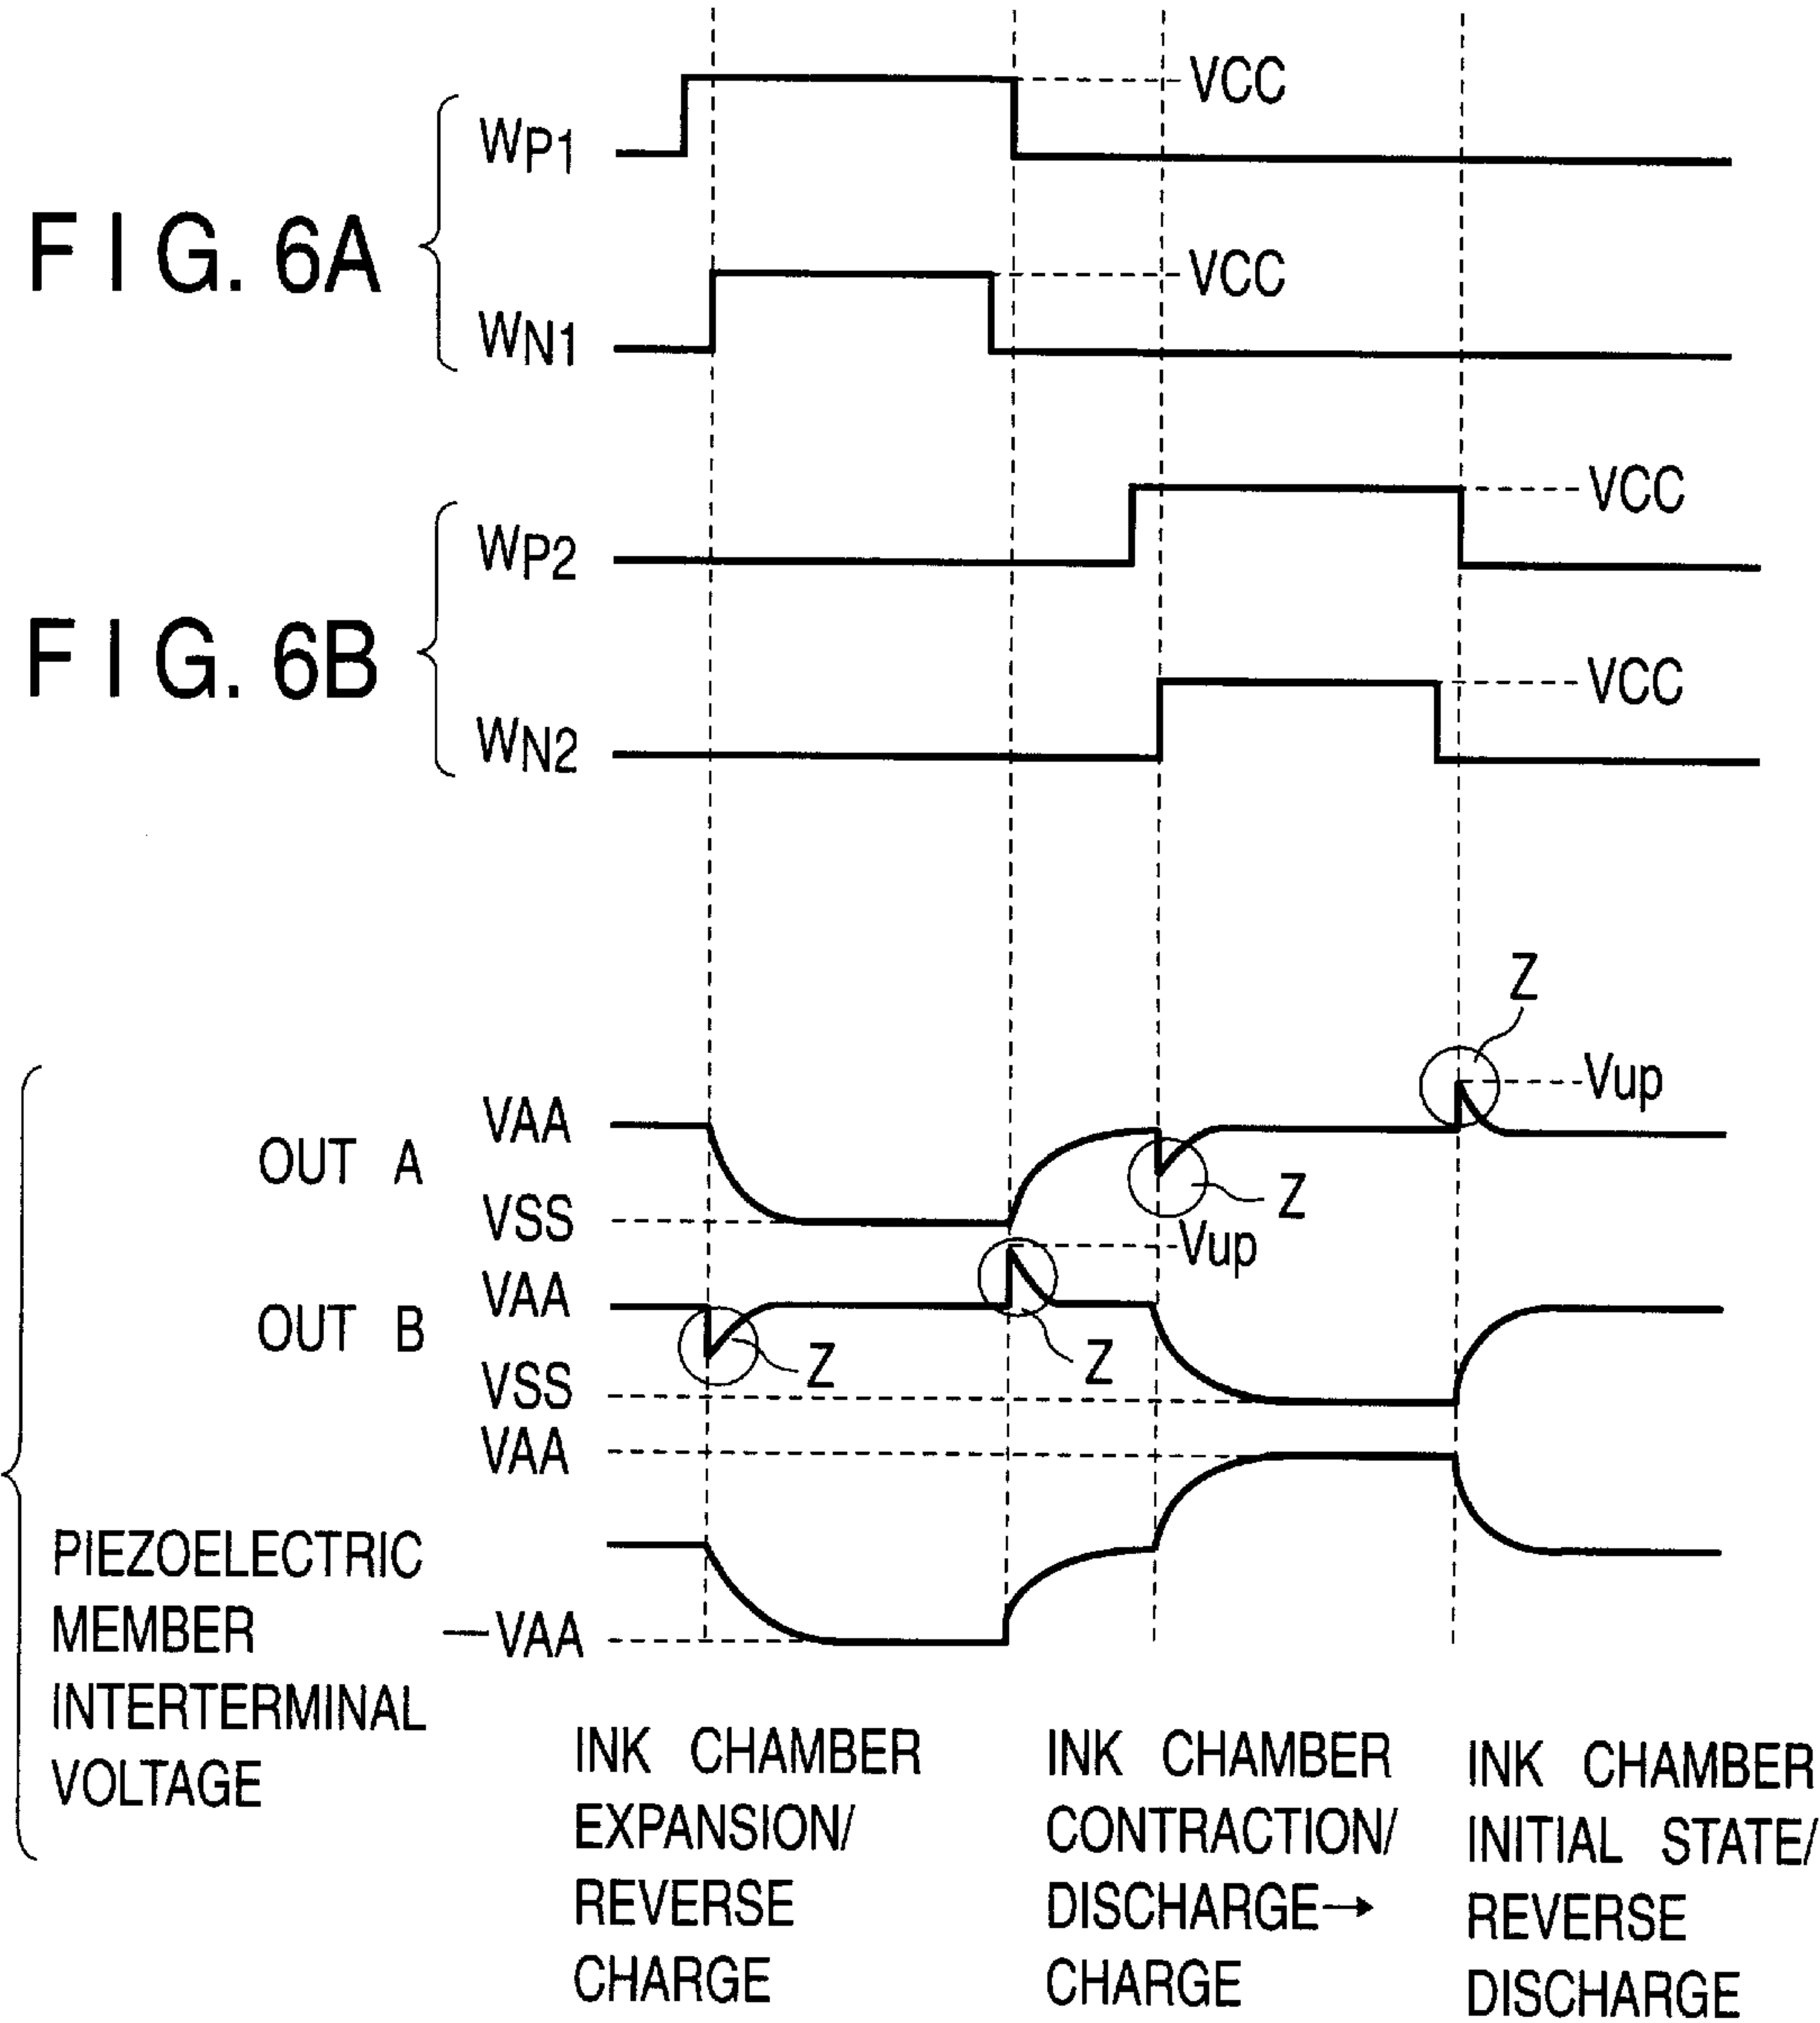 FIG. 6A
WP1
VCC
WN1
VCC
FIG. 6B
WP2
VCC
WN2
VCC
Z
OUT A
VAA
VSS
Vup
Z
OUT B
VAA
VSS
Vup
Z
Z
PIEZOELECTRIC
MEMBER
INTERTERMINAL
VOLTAGE
VAA
—VAA
INK CHAMBER
EXPANSION/
REVERSE
CHARGE
INK CHAMBER
CONTRACTION/
DISCHARGE→
CHARGE
INK CHAMBER
INITIAL STATE/
REVERSE
DISCHARGE